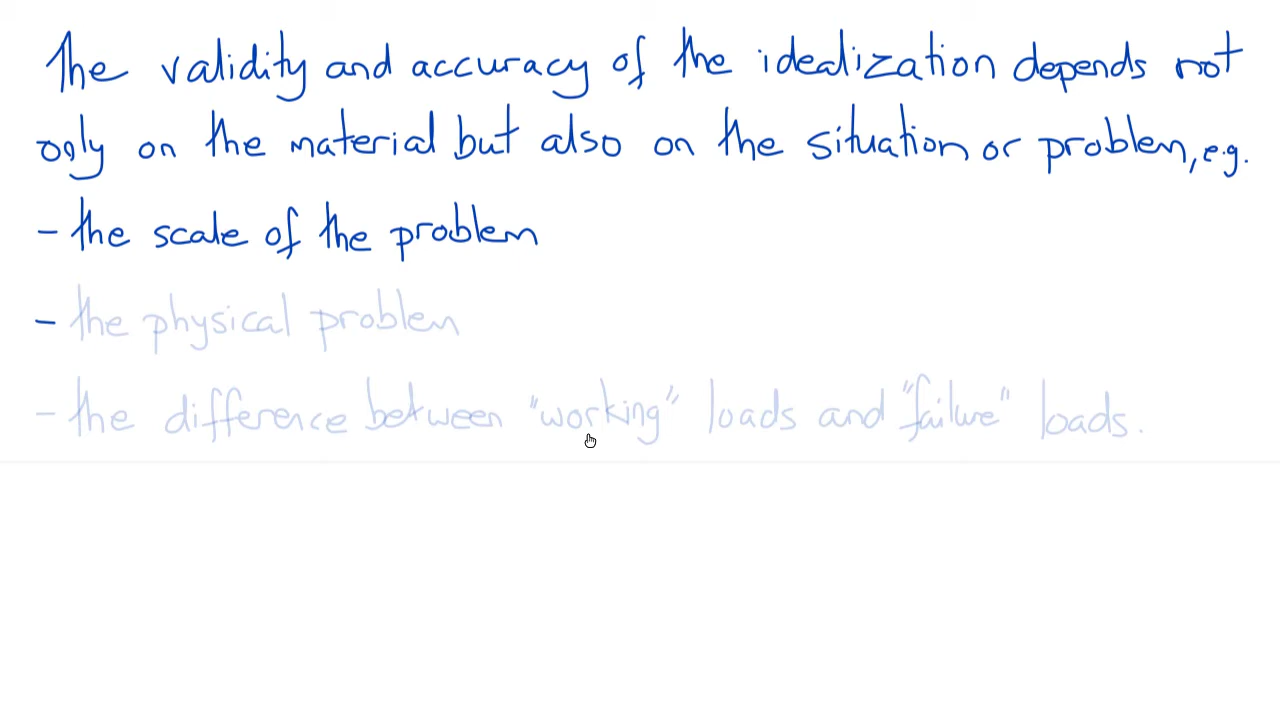 The validity and accuracy of the idealization depends not
only on the material but also on the situation or problem, e.g.
- the scale of the problem
- the physical problem
- the difference between "working" loads and "failure" loads.